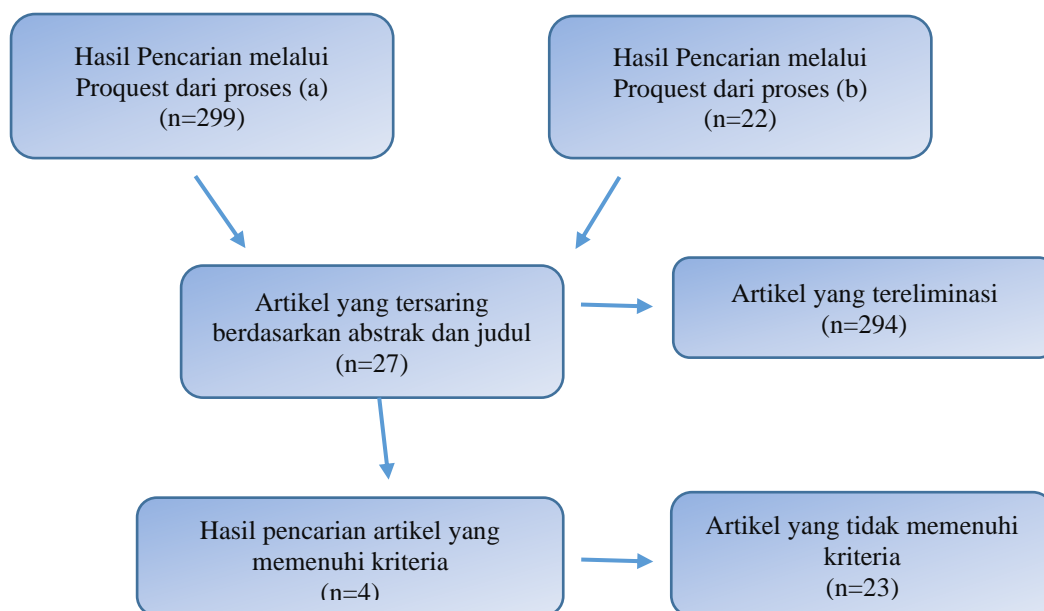 Hasil Pencarian melalui
Proquest dari proses (a)
(n=299)
Hasil Pencarian melalui
Proquest dari proses (b)
(n=22)
Artikel yang tersaring
berdasarkan abstrak dan judul
(n=27)
Artikel yang tereliminasi
(n=294)
Hasil pencarian artikel yang
memenuhi kriteria
(n=4)
Artikel yang tidak memenuhi
kriteria
(n=23)